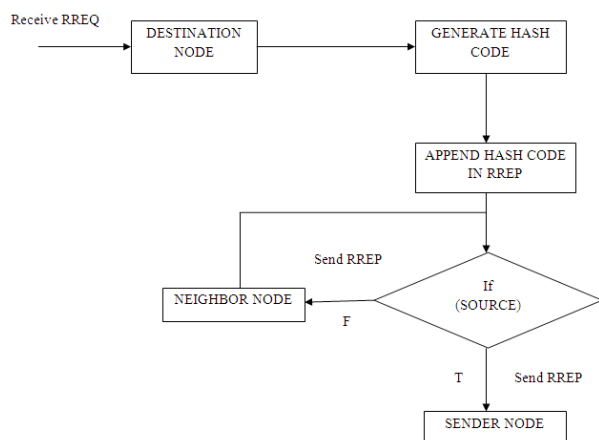 Receive RREQ
DESTINATION
NODE
GENERATE HASH
CODE
APPEND HASH CODE
IN RREP
Send RREP
If
(SOURCE)
NEIGHBOR NODE
F
T
Send RREP
SENDER NODE